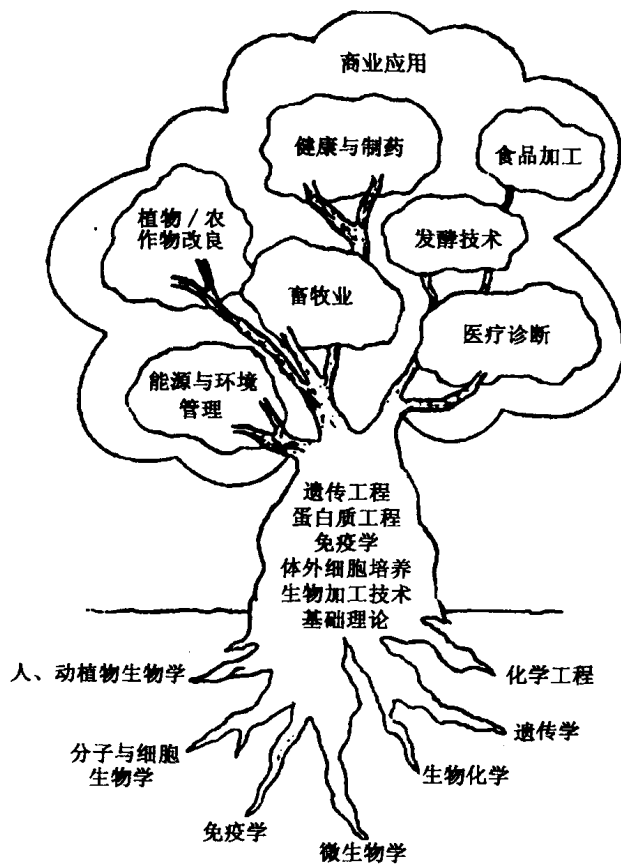 商业应用
健康与制药
食品加工
植物／农
作物改良
发酵技术
畜牧业
医疗诊断
能源与环境
管理
遗传工程
蛋白质工程
免疫学
体外细胞培养
生物加工技术
基础理论
人、动植物生物学
化学工程
遗传学
分子与细胞
生物学
生物化学
免疫学
微生物学